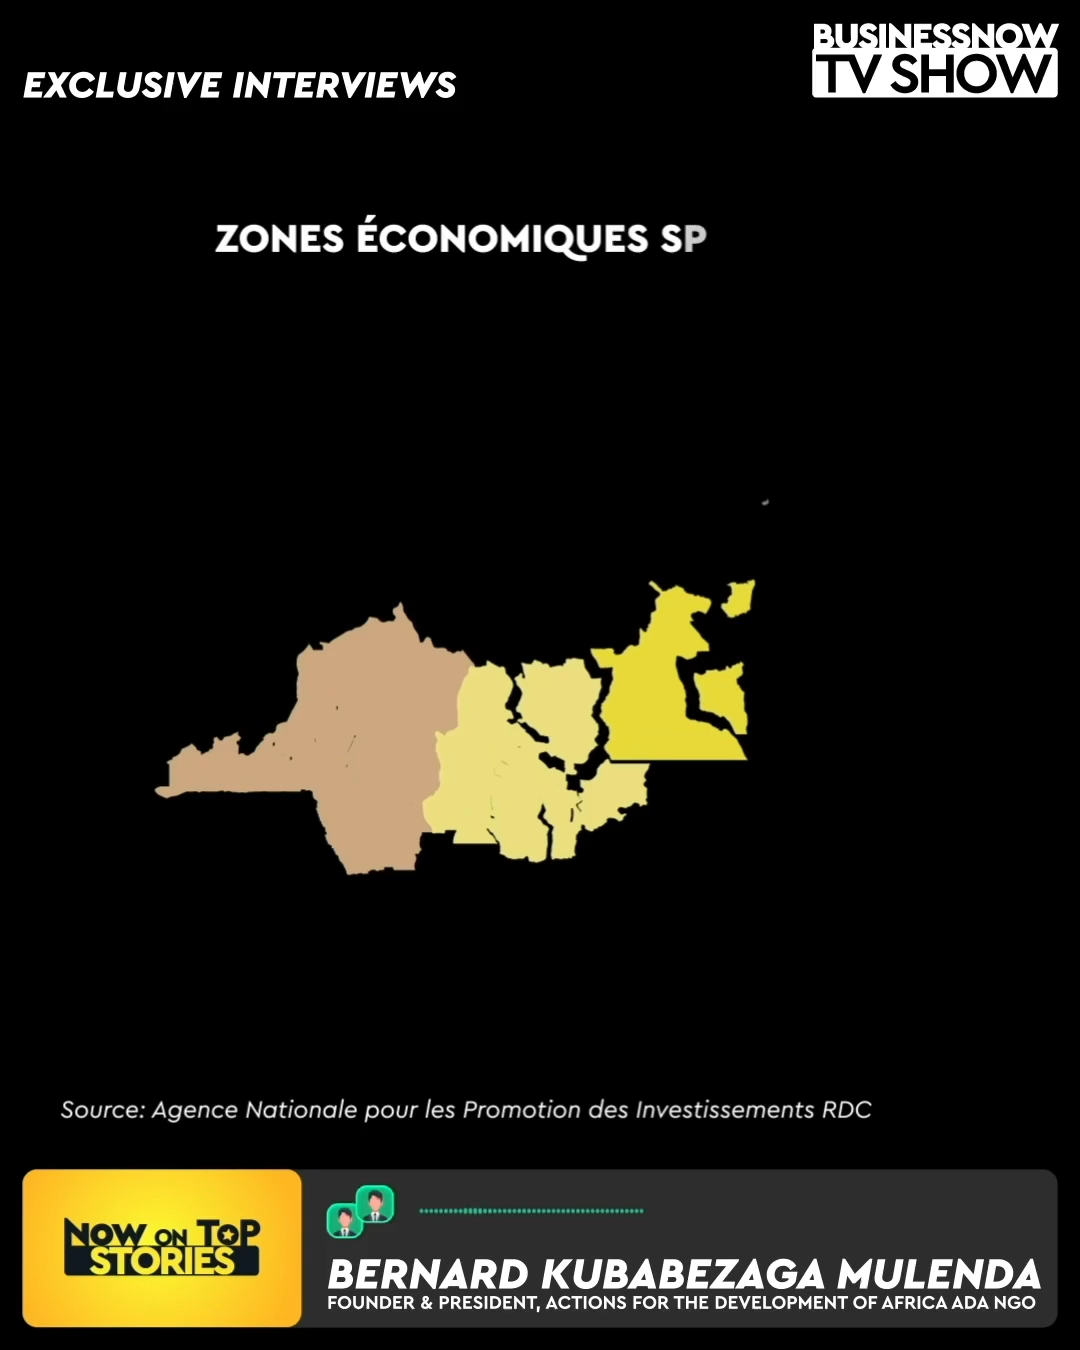 BUSINESSNOW
TV SHOW
EXCLUSIVE INTERVIEWS
ZONES ÉCONOMIQUES SP
Source: Agence Nationale pour les Promotion des Investissements RDC
NOW ON TOP
STORIES
BERNARD KUBABEZAGA MULENDA
FOUNDER & PRESIDENT, ACTIONS FOR THE DEVELOPMENT OF AFRICA ADA NGO